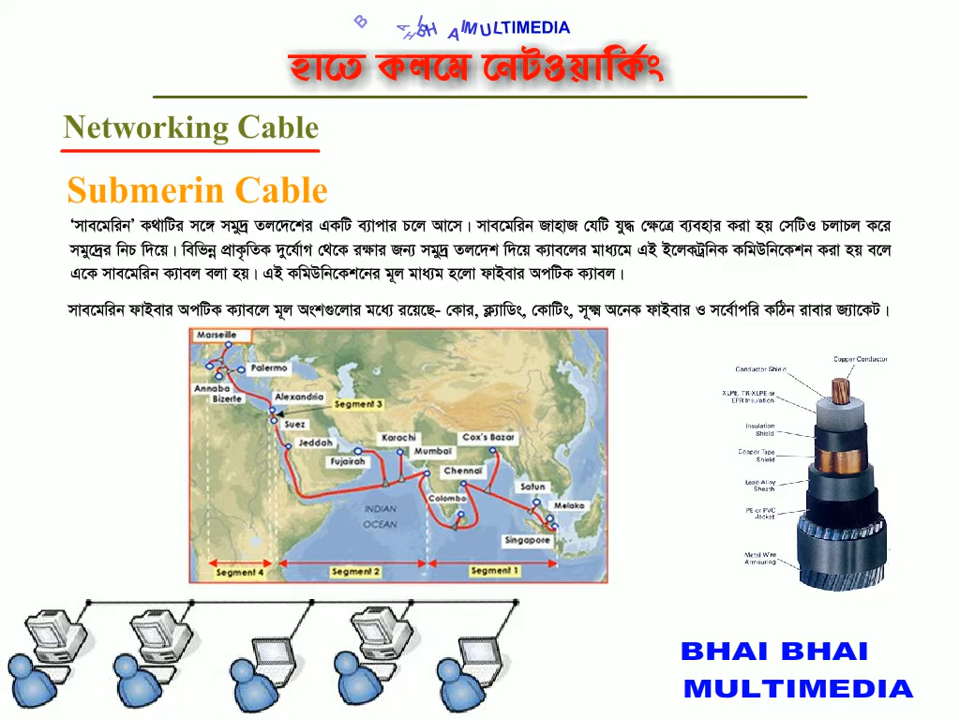 MULTIMEDIA
হাতে কলমে নেটওয়ার্কিং
Networking Cable
Submerin Cable
‘সাবমেরিন’ কথাটির সঙ্গে সমুদ্র তলদেশের একটি ব্যাপার চলে আসে। সাবমেরিন জাহাজ যেটি যুদ্ধ ক্ষেত্রে ব্যবহার করা হয় সেটিও চলাচল করে
সমুদ্রের নিচ দিয়ে। বিভিন্ন প্রাকৃতিক দুর্যোগ থেকে রক্ষার জন্য সমুদ্র তলদেশ দিয়ে ক্যাবলের মাধ্যমে এই ইলেকট্রনিক কমিউনিকেশন করা হয় বলে
একে সাবমেরিন ক্যাবল বলা হয়। এই কমিউনিকেশনের মূল মাধ্যম হলো ফাইবার অপটিক ক্যাবল।
সাবমেরিন ফাইবার অপটিক ক্যাবলে মূল অংশগুলোর মধ্যে রয়েছে- কোর, ক্ল্যাডিং, কোটিং, সূক্ষ্ম অনেক ফাইবার ও সর্বোপরি কঠিন রাবার জ্যাকেট।
Marseille
Palermo
Annaba
Bizerte
Alexandria
Segment 3
Suez
Jeddah
Fujairah
Karachi
Mumbai
Cox's Bazar
Chennai
Colombo
Satun
Melaka
Singapore
INDIAN
OCEAN
Segment 4
Segment 2
Segment 1
Copper Conductor
Conductor Shield
XLPE, TR-XLPE or
EPR Insulation
Insulation
Shield
Copper Tape
Shield
Lead Alloy
Sheath
PE or PVC
Jacket
Metal Wire
Armouring
BHAI BHAI
MULTIMEDIA